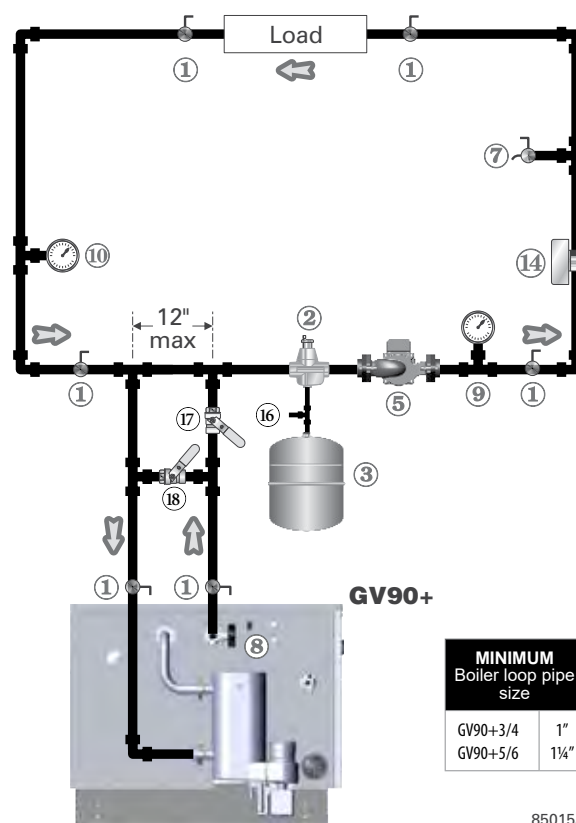 ① Load ①
⑦
⑩
⑭
12"
max
②
① ⑤ ⑨ ①
⑰ ⑯
⑱ ③
① ①
GV90+
⑧
MINIMUM
Boiler loop pipe
size
GV90+3/4 1"
GV90+5/6 1¼"
85015